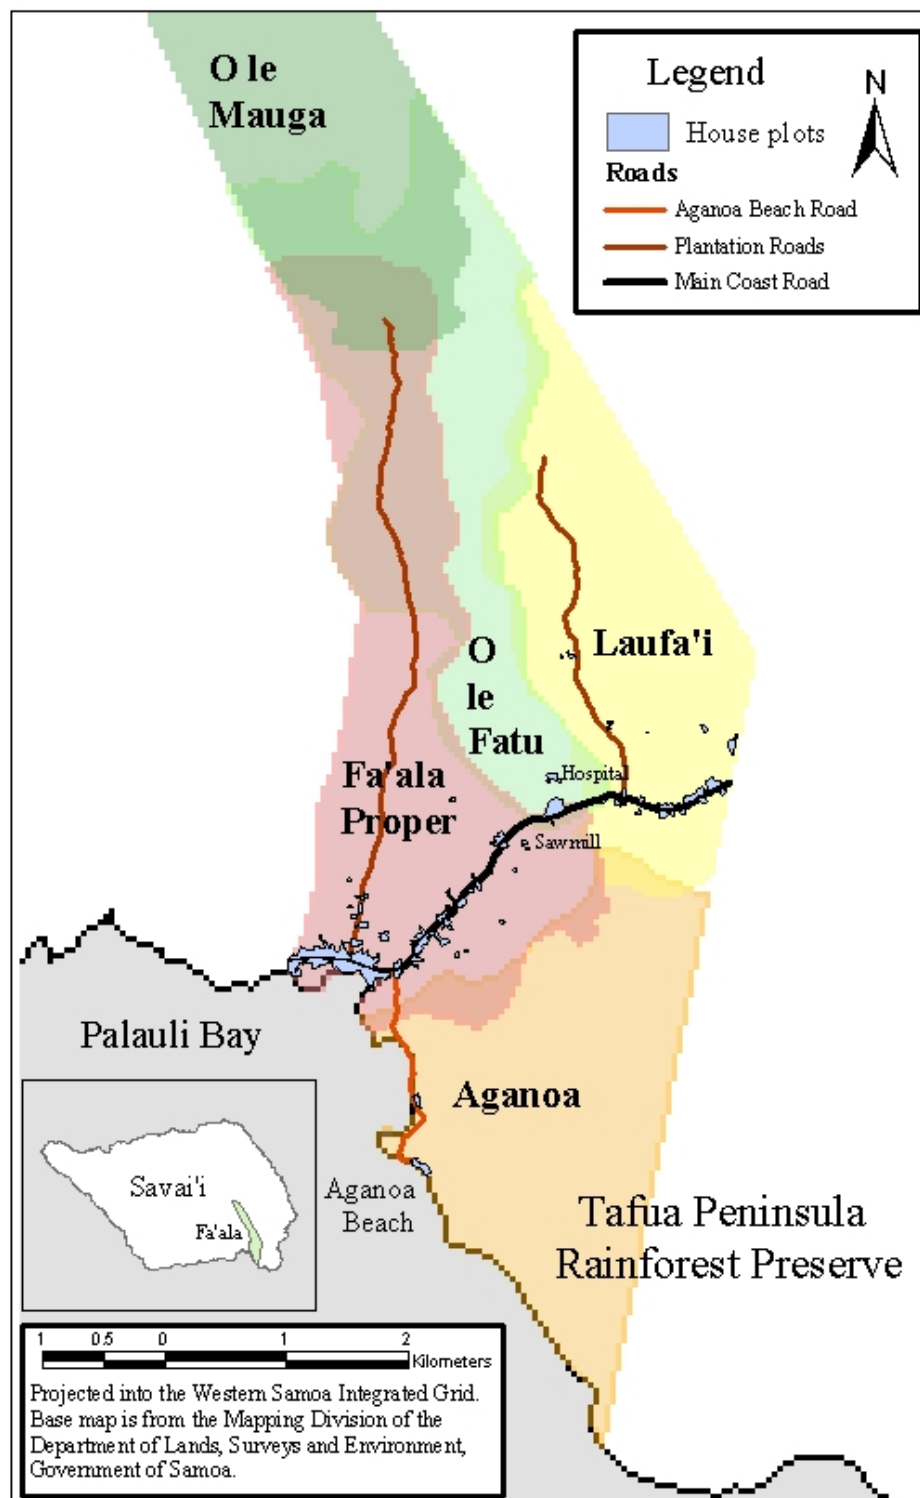 O le
Mauga
Legend
N
House plots
Roads
Aganoa Beach Road
Plantation Roads
Main Coast Road
O
le
Fatu
Laufa'i
Hospital
Fa'ala
Proper
Sawmill
Palauli Bay
Aganoa
Aganoa
Beach
Savai'i
Fa'ala
Tafua Peninsula
Rainforest Preserve
1 0.5 0 1 2
Kilometers
Projected into the Western Samoa Integrated Grid.
Base map is from the Mapping Division of the
Department of Lands, Surveys and Environment,
Government of Samoa.